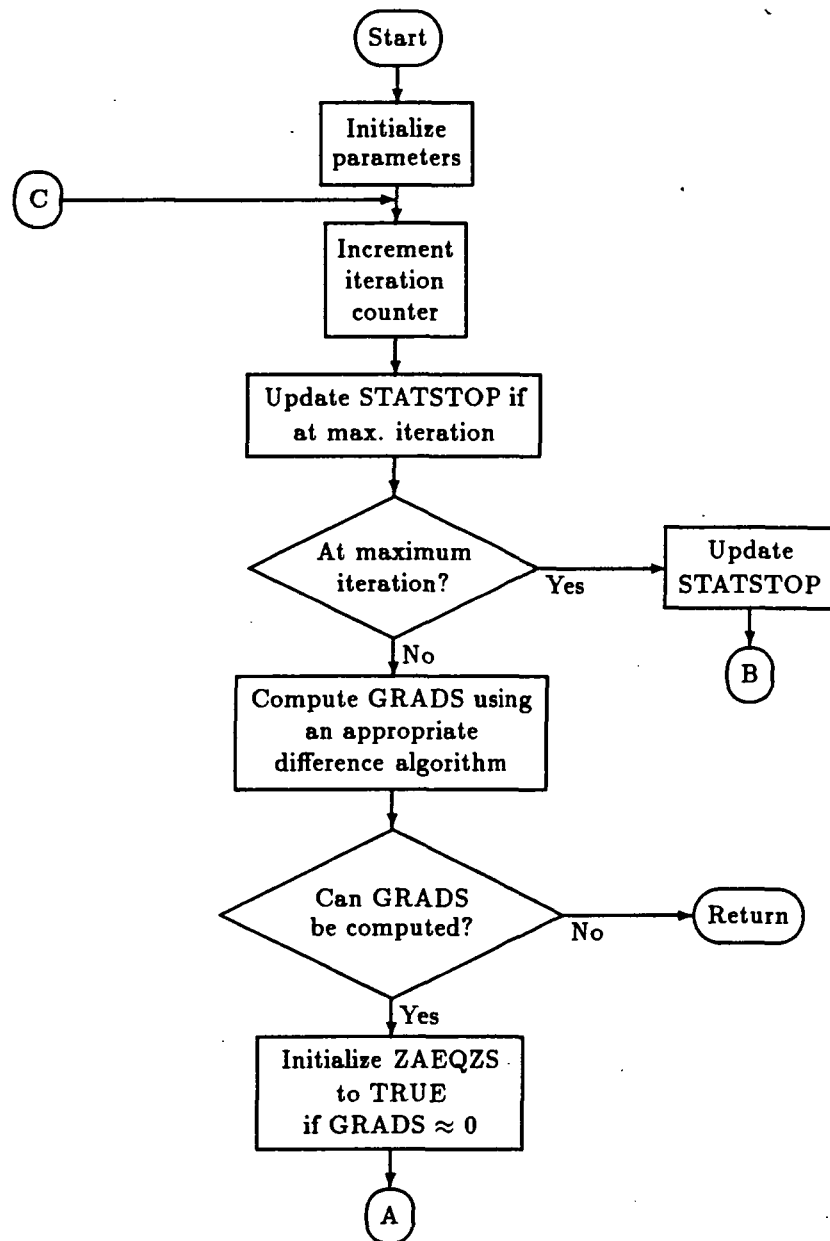 Start
Initialize
parameters
C
Increment
iteration
counter
Update STATSTOP if
at max. iteration
At maximum
iteration?
Yes
Update
STATSTOP
B
No
Compute GRADS using
an appropriate
difference algorithm
Can GRADS
be computed?
No
Return
Yes
Initialize ZAEQZS
to TRUE
if GRADS ≈ 0
A